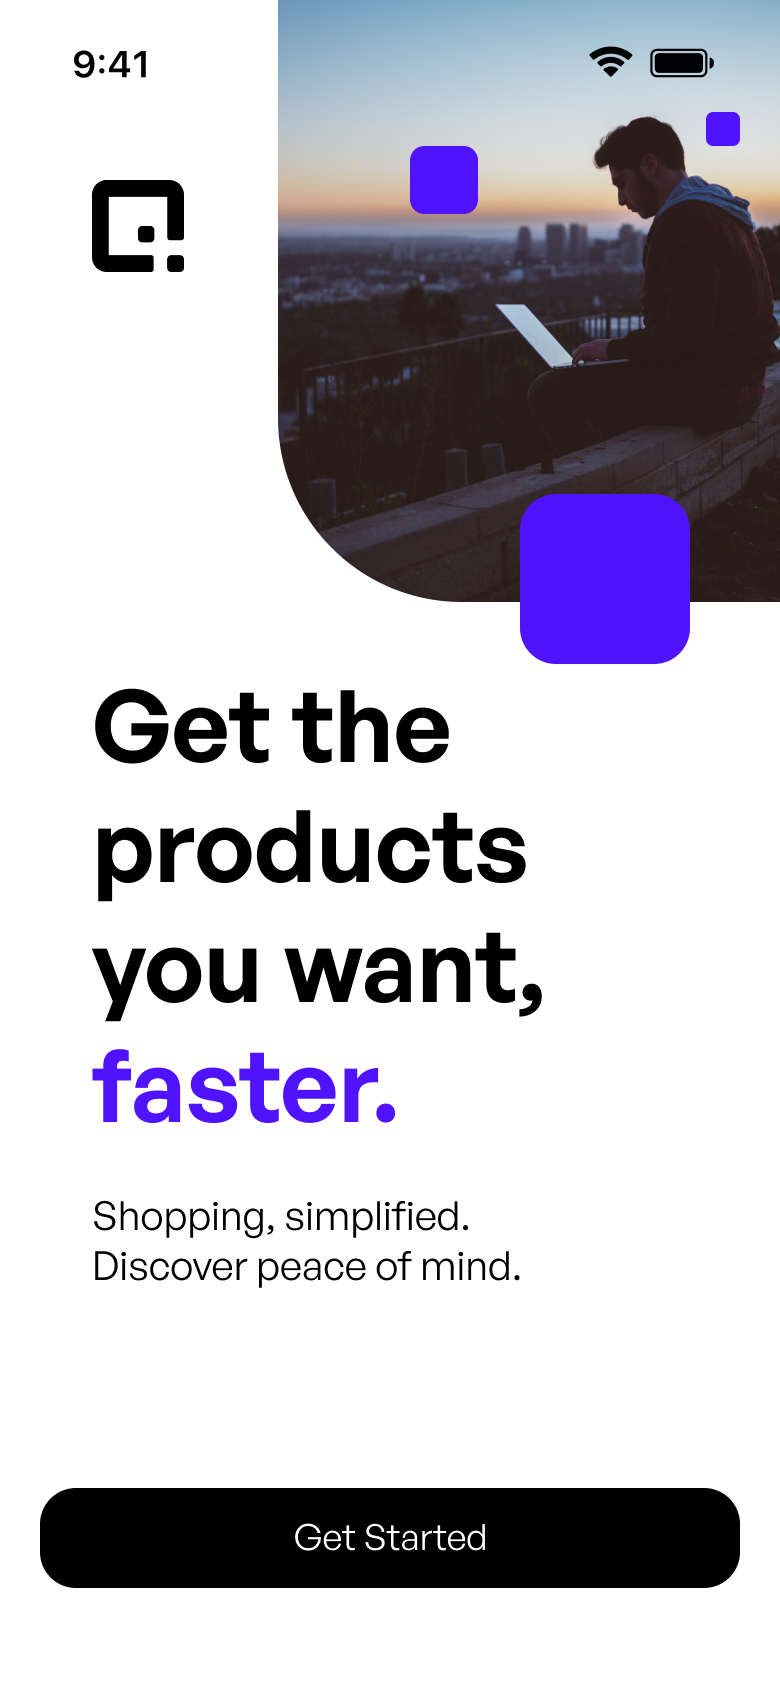 9:41
Get the
products
you want,
faster.
Shopping, simplified.
Discover peace of mind.
Get Started